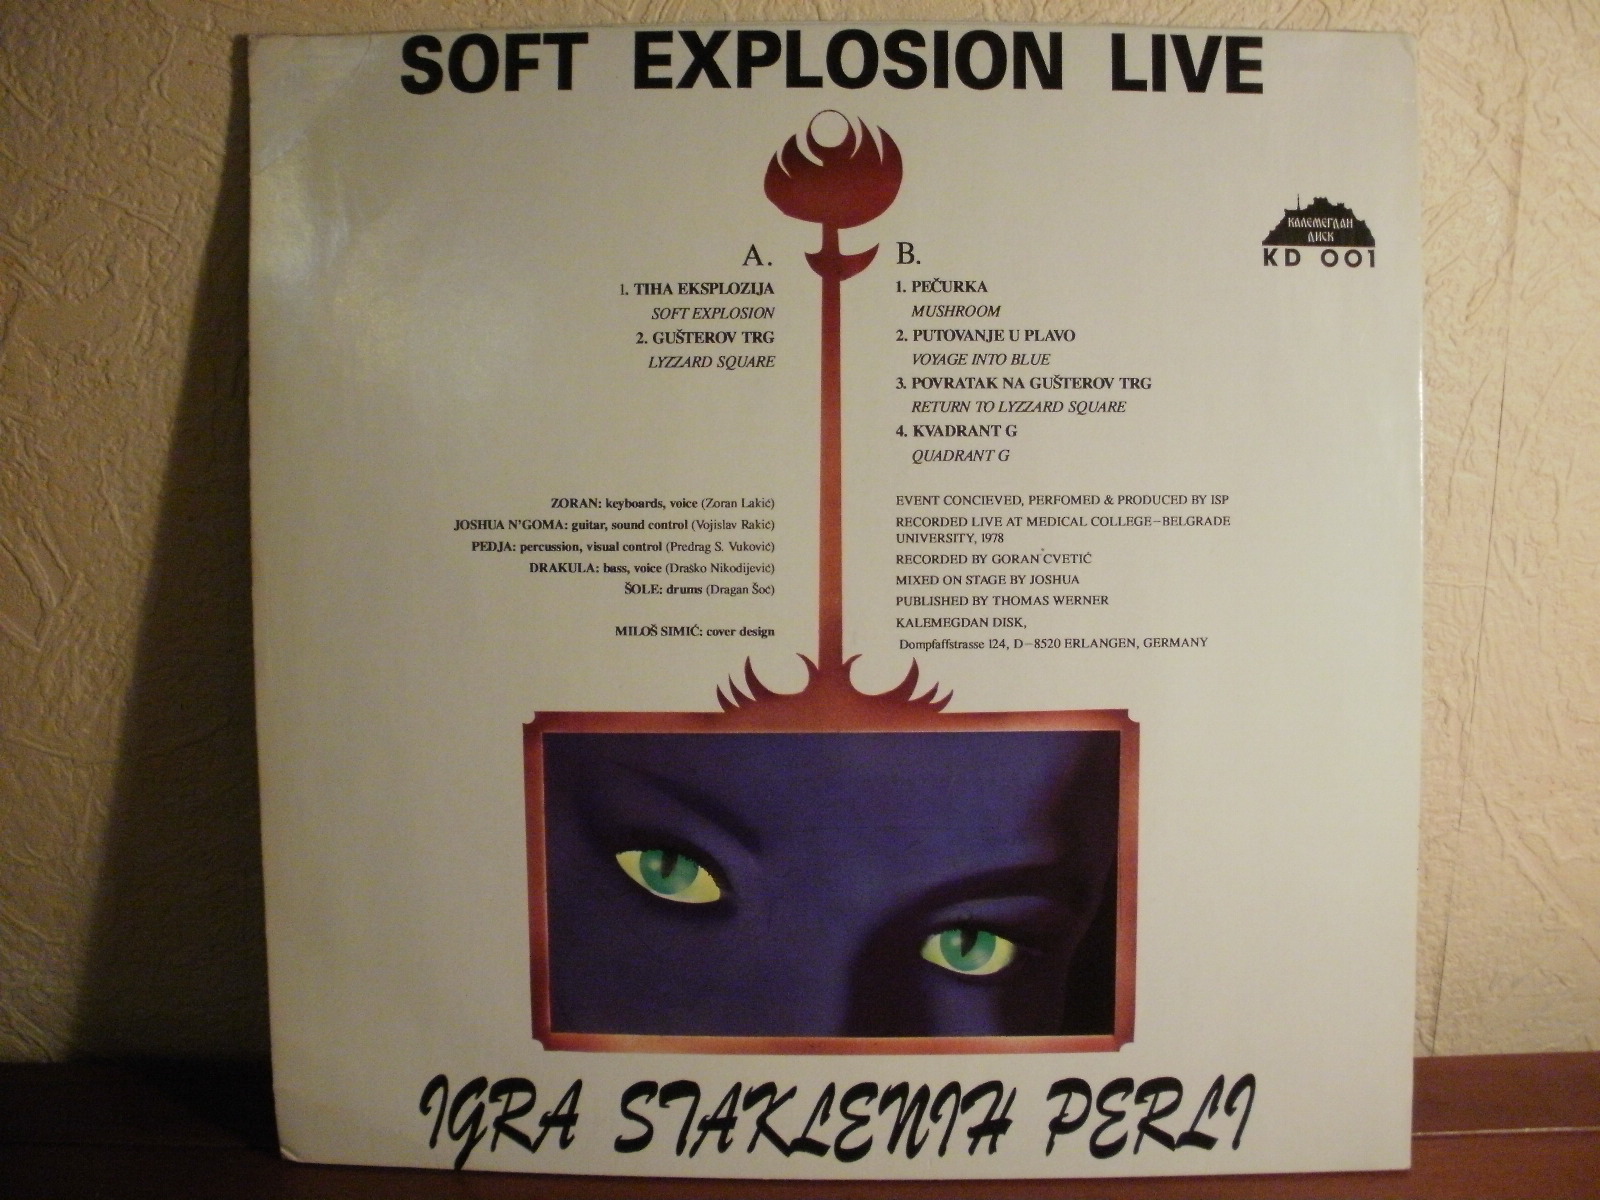 SOFT EXPLOSION LIVE
КАЛЕМЕГДАН
ДИСК
KD 001
A.
1. TIHA EKSPLOZIJA
SOFT EXPLOSION
2. GUŠTEROV TRG
LYZZARD SQUARE
B.
1. PEČURKA
MUSHROOM
2. PUTOVANJE U PLAVO
VOYAGE INTO BLUE
3. POVRATAK NA GUŠTEROV TRG
RETURN TO LYZZARD SQUARE
4. KVADRANT G
QUADRANT G
ZORAN: keyboards, voice (Zoran Lakić)
JOSHUA N'GOMA: guitar, sound control (Vojislav Rakić)
PEDJA: percussion, visual control (Predrag S. Vuković)
DRAKULA: bass, voice (Draško Nikodijević)
ŠOLE: drums (Dragan Šoć)
MILOŠ SIMIĆ: cover design
EVENT CONCIEVED, PERFOMED & PRODUCED BY ISP
RECORDED LIVE AT MEDICAL COLLEGE–BELGRADE
UNIVERSITY, 1978
RECORDED BY GORAN CVETIĆ
MIXED ON STAGE BY JOSHUA
PUBLISHED BY THOMAS WERNER
KALEMEGDAN DISK,
Dompfaffstrasse 124, D–8520 ERLANGEN, GERMANY
IGRA STAKLENIH PERLI